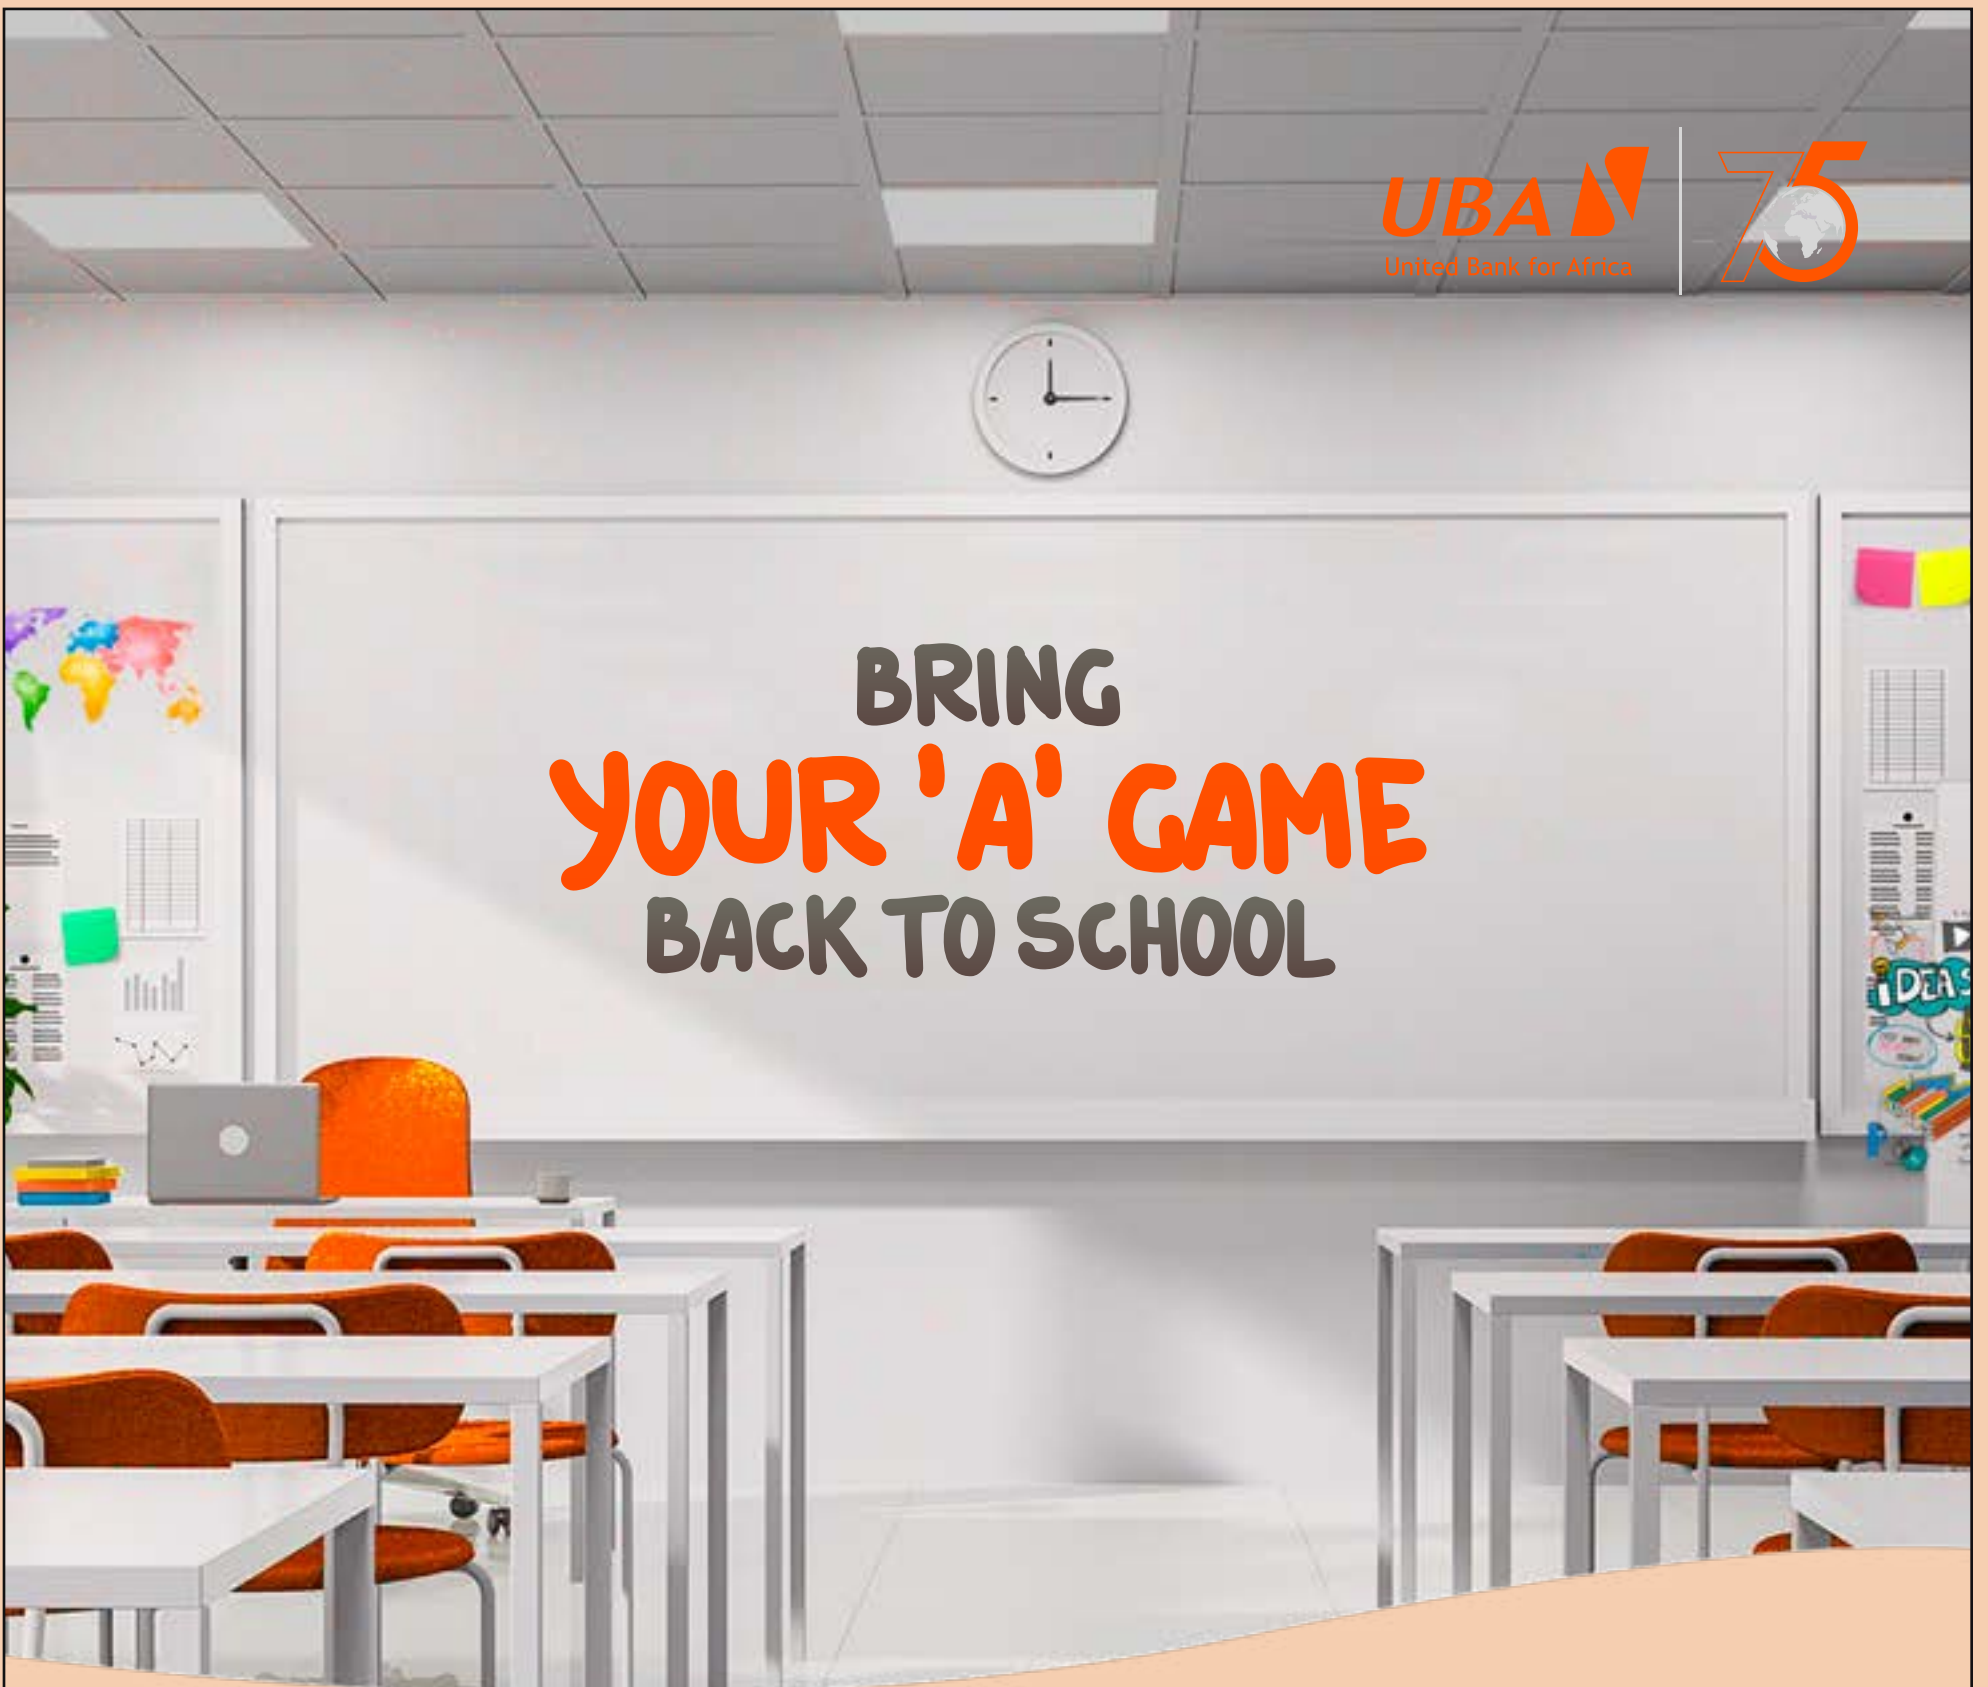 UBA
United Bank for Africa
75
BRING
YOUR 'A' GAME
BACK TO SCHOOL
IDEAS